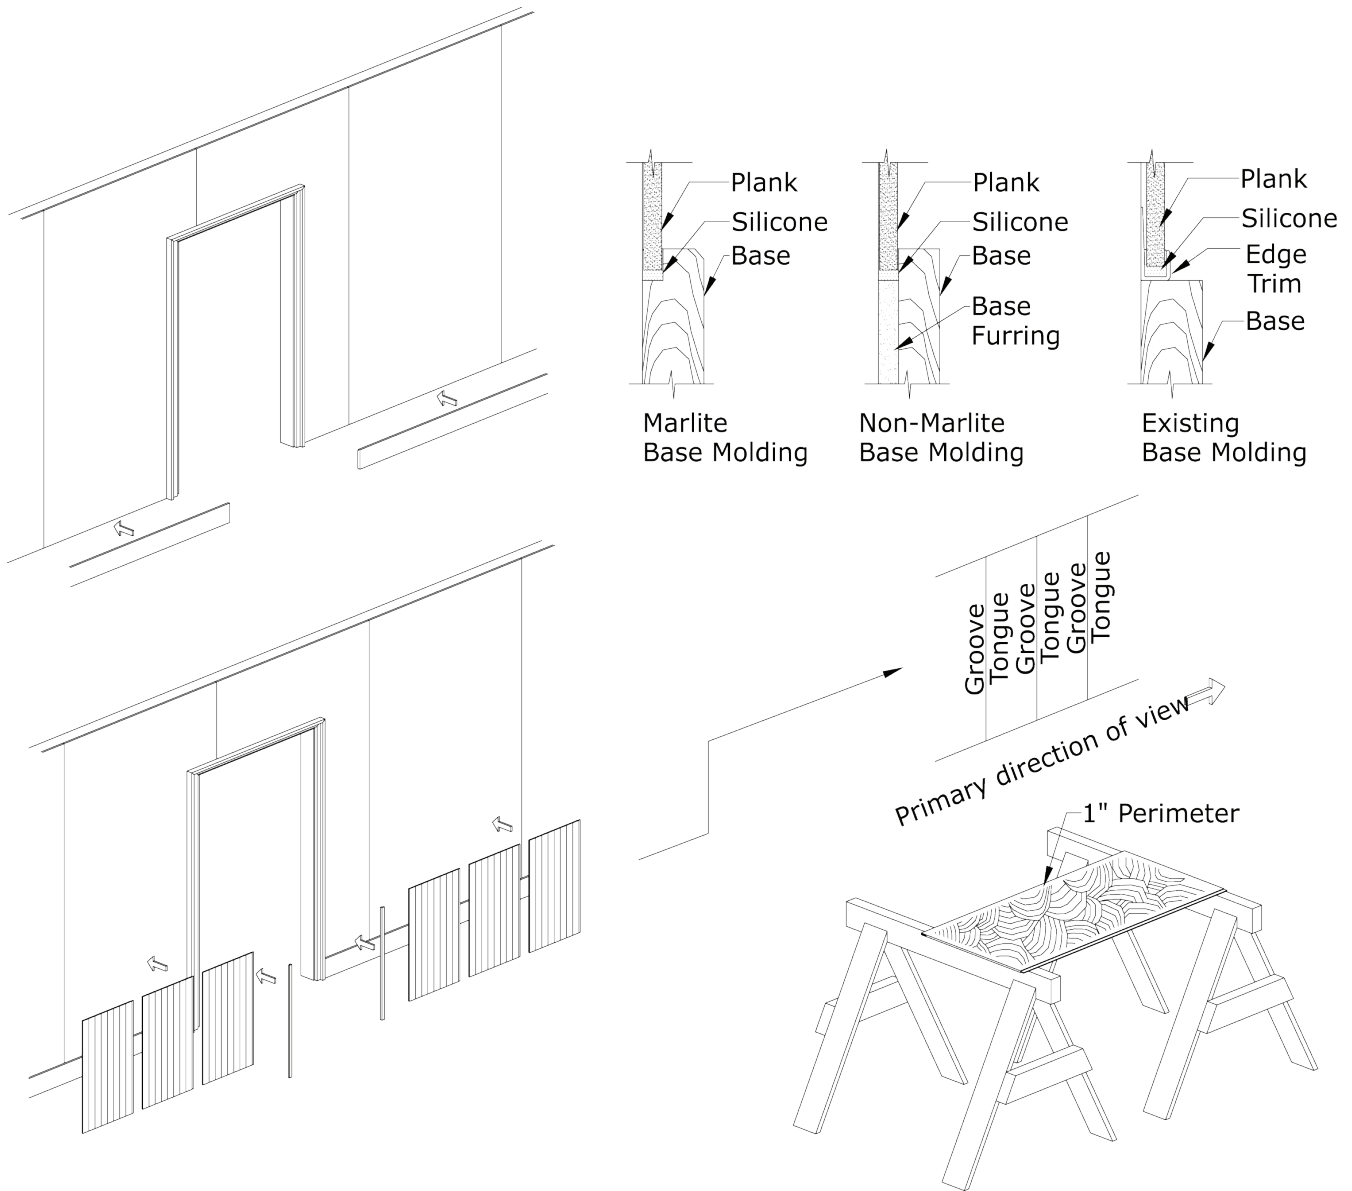 Plank
Silicone
Base
Marlite
Base Molding
Plank
Silicone
Base
Base
Furring
Non-Marlite
Base Molding
Plank
Silicone
Edge
Trim
Base
Existing
Base Molding
Groove
Tongue
Groove
Tongue
Groove
Tongue
Primary direction of view
1" Perimeter